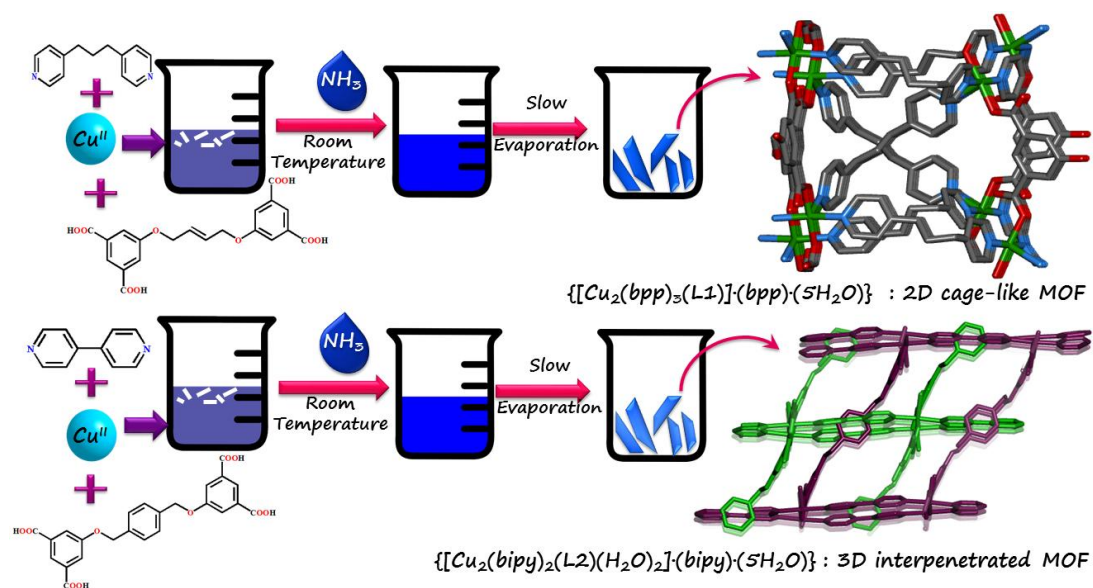 N
N
Cu^II
NH₃
Room
Temperature
Slow
Evaporation
COOH
HOOC
O
O
COOH
COOH
{[Cu₂(bpp)₃(L1)]·(bpp)·(5H₂O)} : 2D cage-like MOF
N
N
Cu^II
NH₃
Room
Temperature
Slow
Evaporation
COOH
HOOC
O
O
COOH
COOH
{[Cu₂(bipy)₂(L2)(H₂O)₂]·(bipy)·(5H₂O)} : 3D interpenetrated MOF